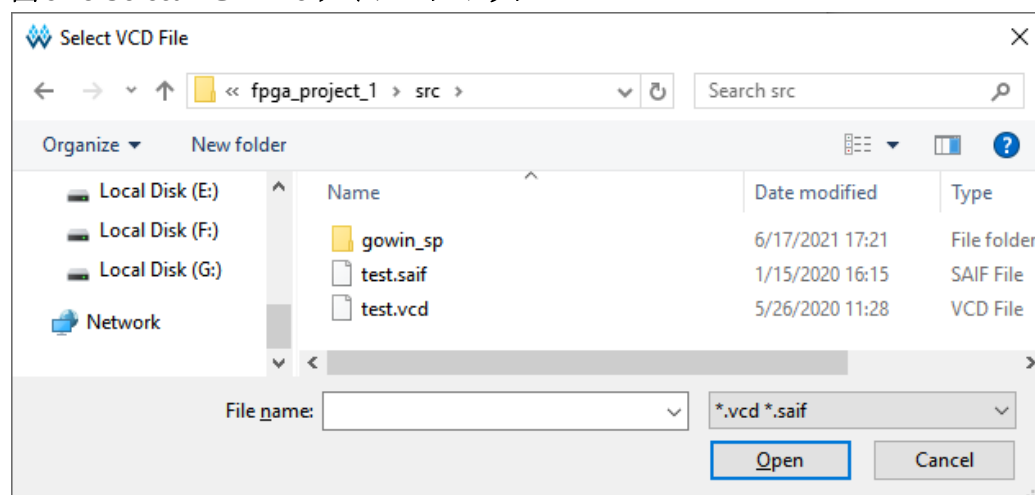 Select VCD File
« fpga_project_1 › src ›
Search src
Organize
New folder
Local Disk (E:)
Local Disk (F:)
Local Disk (G:)
Network
Name
Date modified
Type
gowin_sp
6/17/2021 17:21
File folder
test.saif
1/15/2020 16:15
SAIF File
test.vcd
5/26/2020 11:28
VCD File
File name:
*.vcd *.saif
Open
Cancel